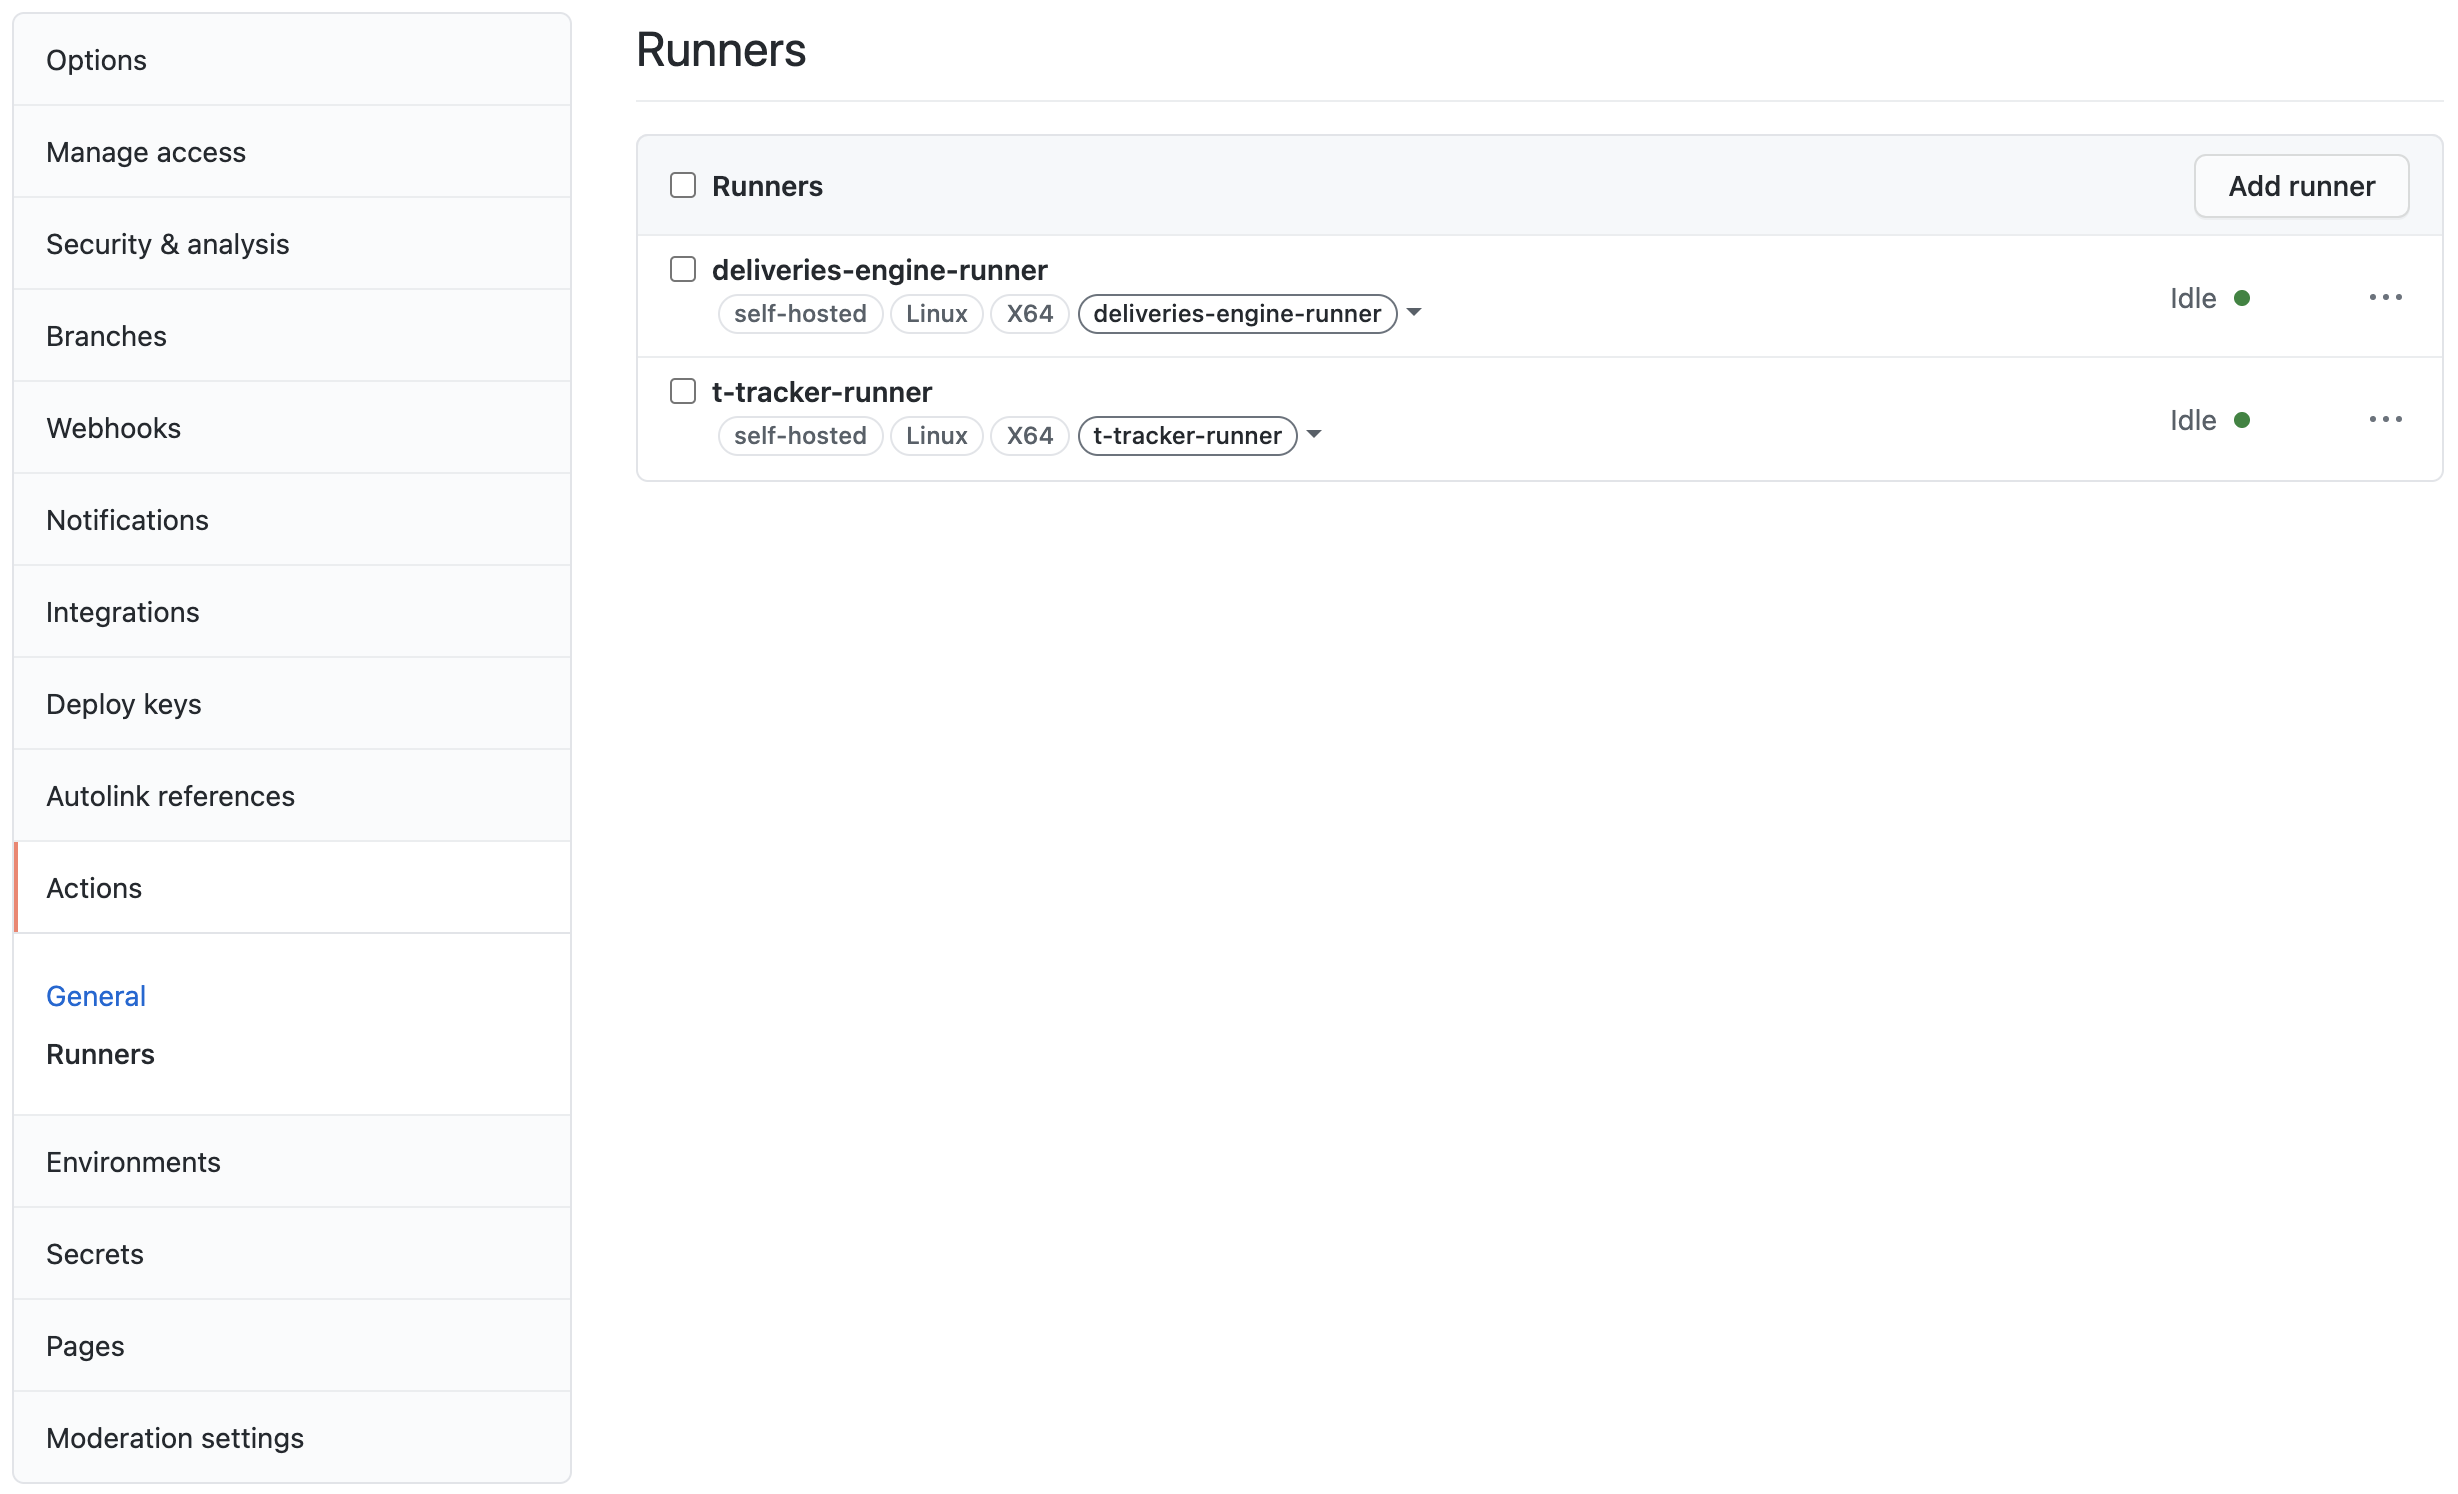 Options
Manage access
Security & analysis
Branches
Webhooks
Notifications
Integrations
Deploy keys
Autolink references
Actions
General
Runners
Environments
Secrets
Pages
Moderation settings
Runners
Runners Add runner
deliveries-engine-runner
self-hosted Linux X64 deliveries-engine-runner Idle
t-tracker-runner
self-hosted Linux X64 t-tracker-runner Idle